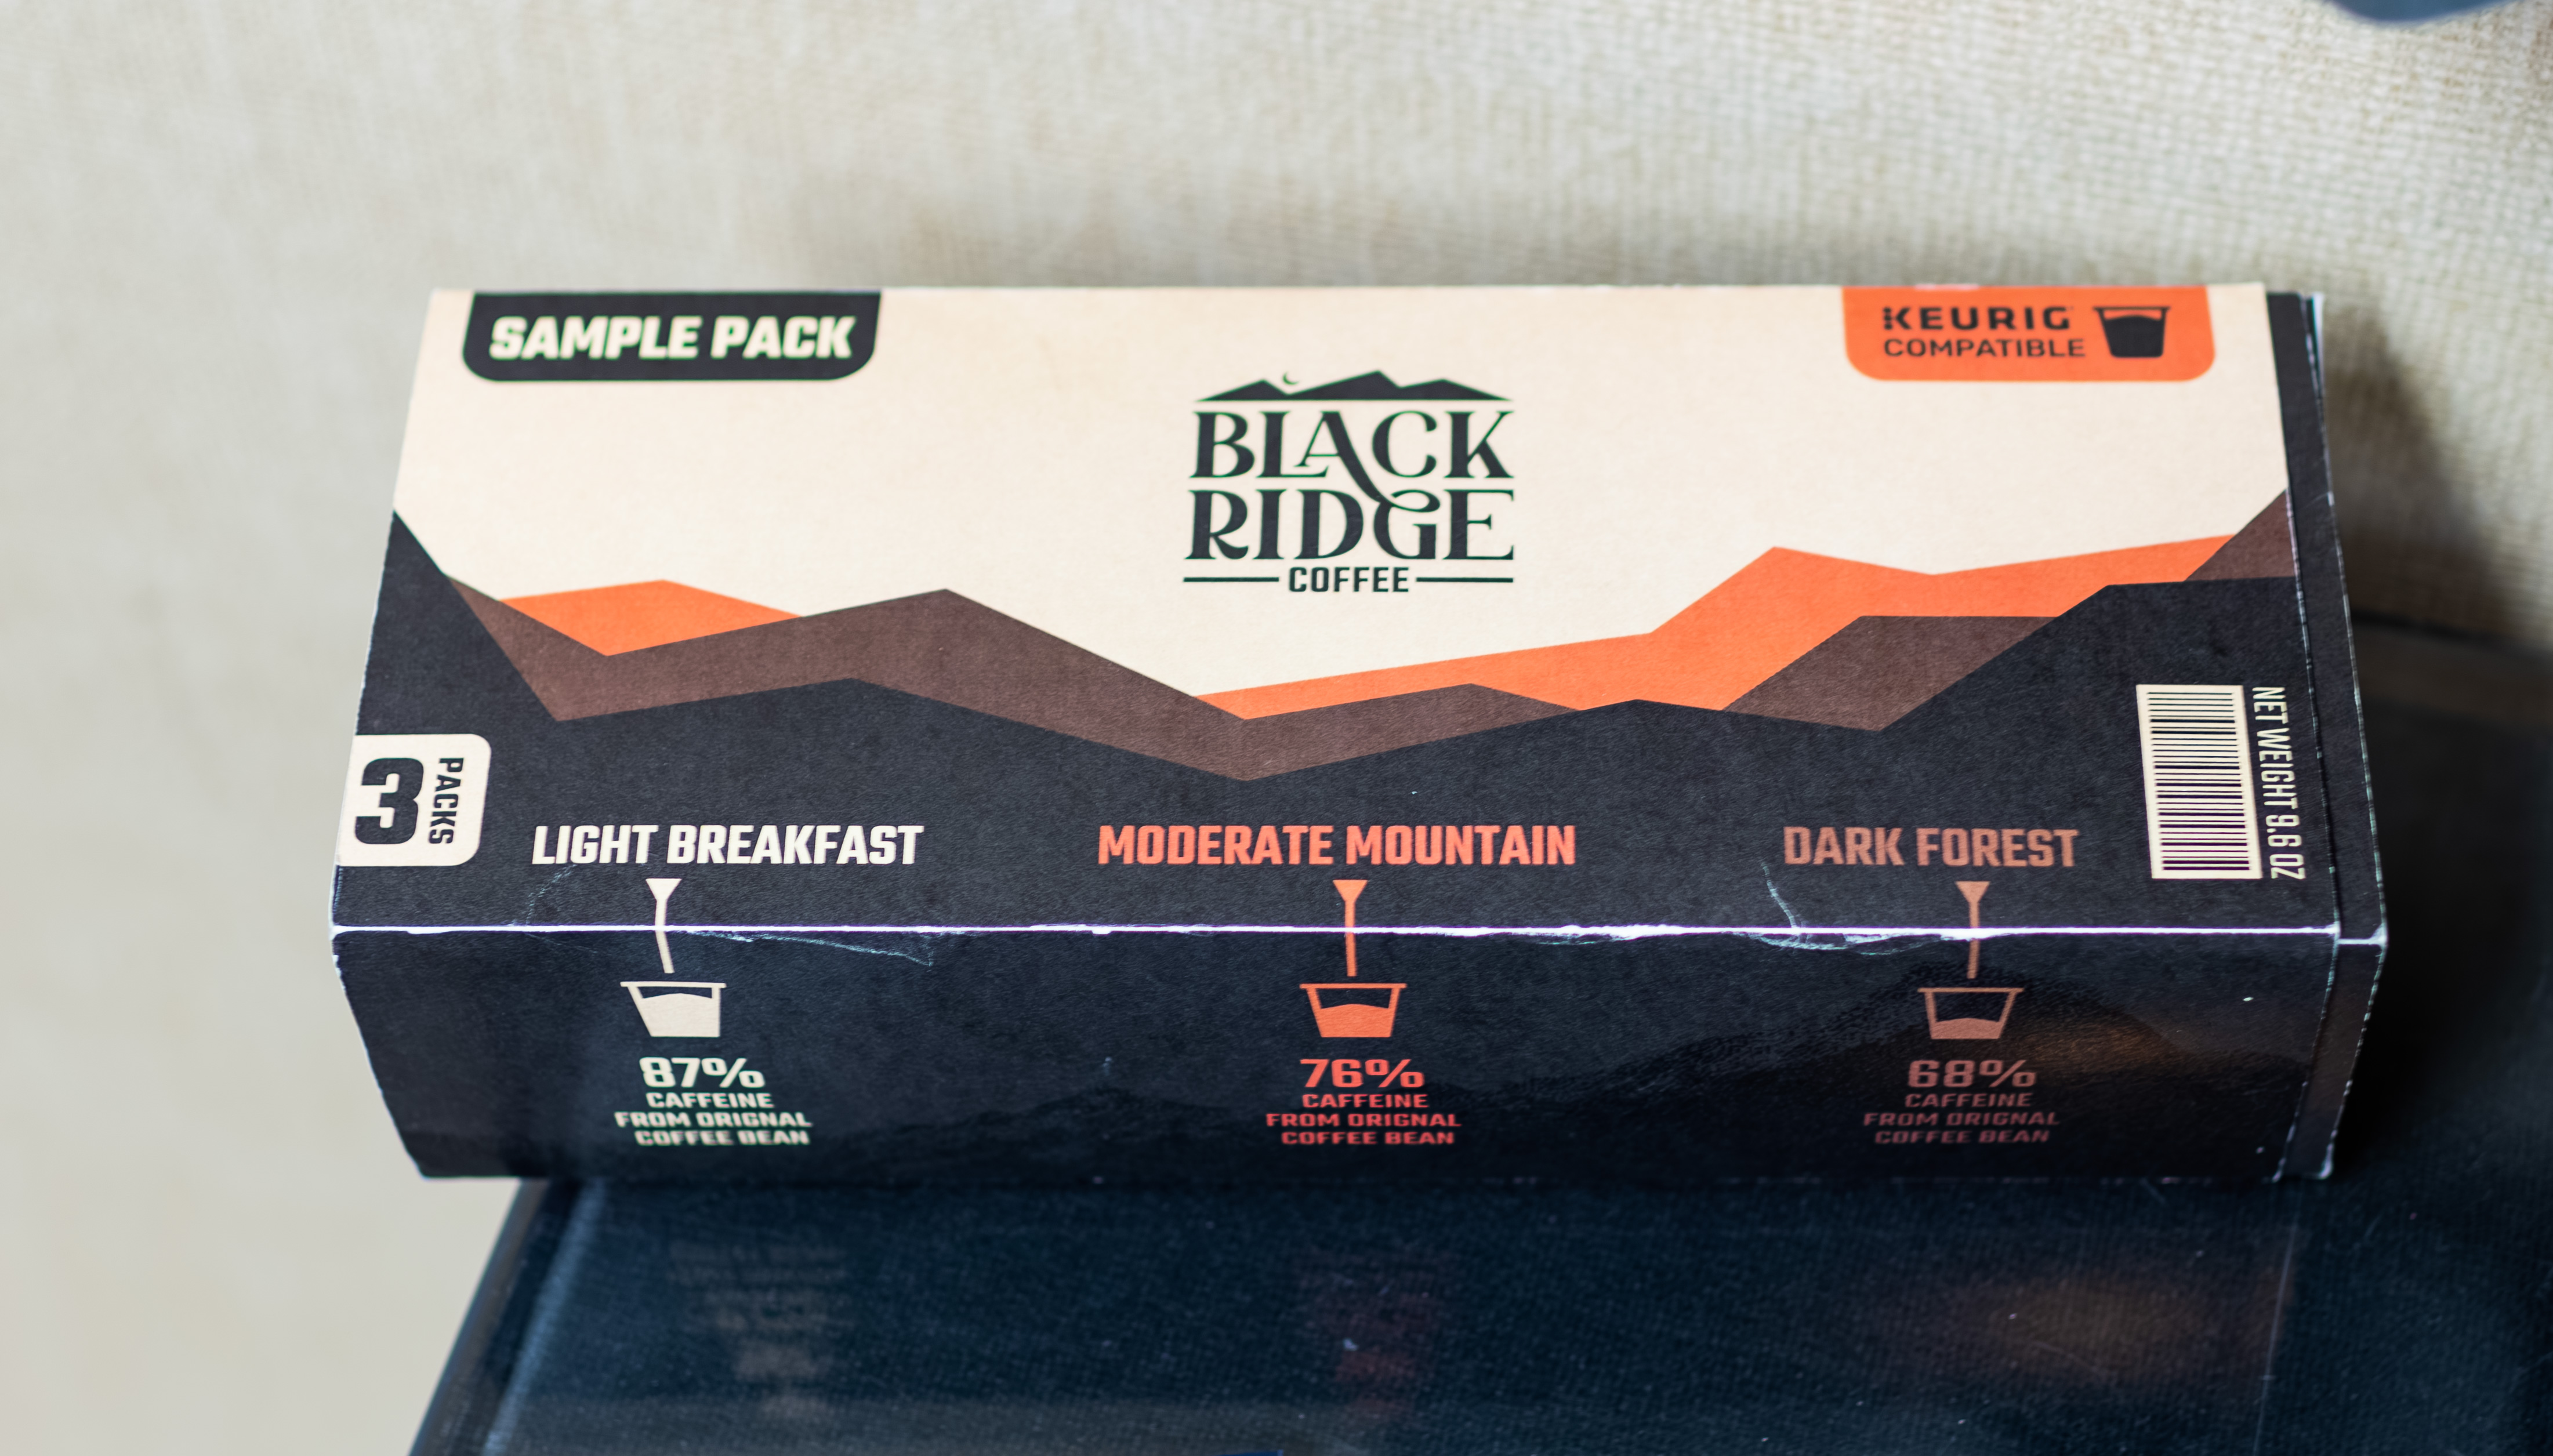 SAMPLE PACK
KEURIG
COMPATIBLE
BLACK
RIDGE
COFFEE
3
PACKS
LIGHT BREAKFAST
MODERATE MOUNTAIN
DARK FOREST
NET WEIGHT 9.6 OZ
87%
CAFFEINE
FROM ORIGNAL
COFFEE BEAN
76%
CAFFEINE
FROM ORIGNAL
COFFEE BEAN
68%
CAFFEINE
FROM ORIGNAL
COFFEE BEAN